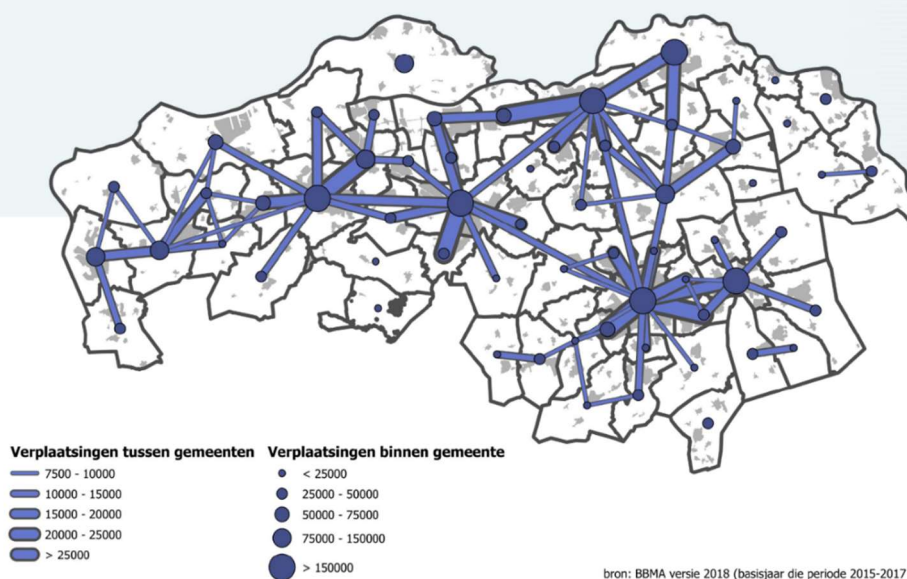 Verplaatsingen tussen gemeenten
7500 - 10000
10000 - 15000
15000 - 20000
20000 - 25000
> 25000
Verplaatsingen binnen gemeente
< 25000
25000 - 50000
50000 - 75000
75000 - 150000
> 150000
bron: BBMA versie 2018 (basisjaar die periode 2015-2017